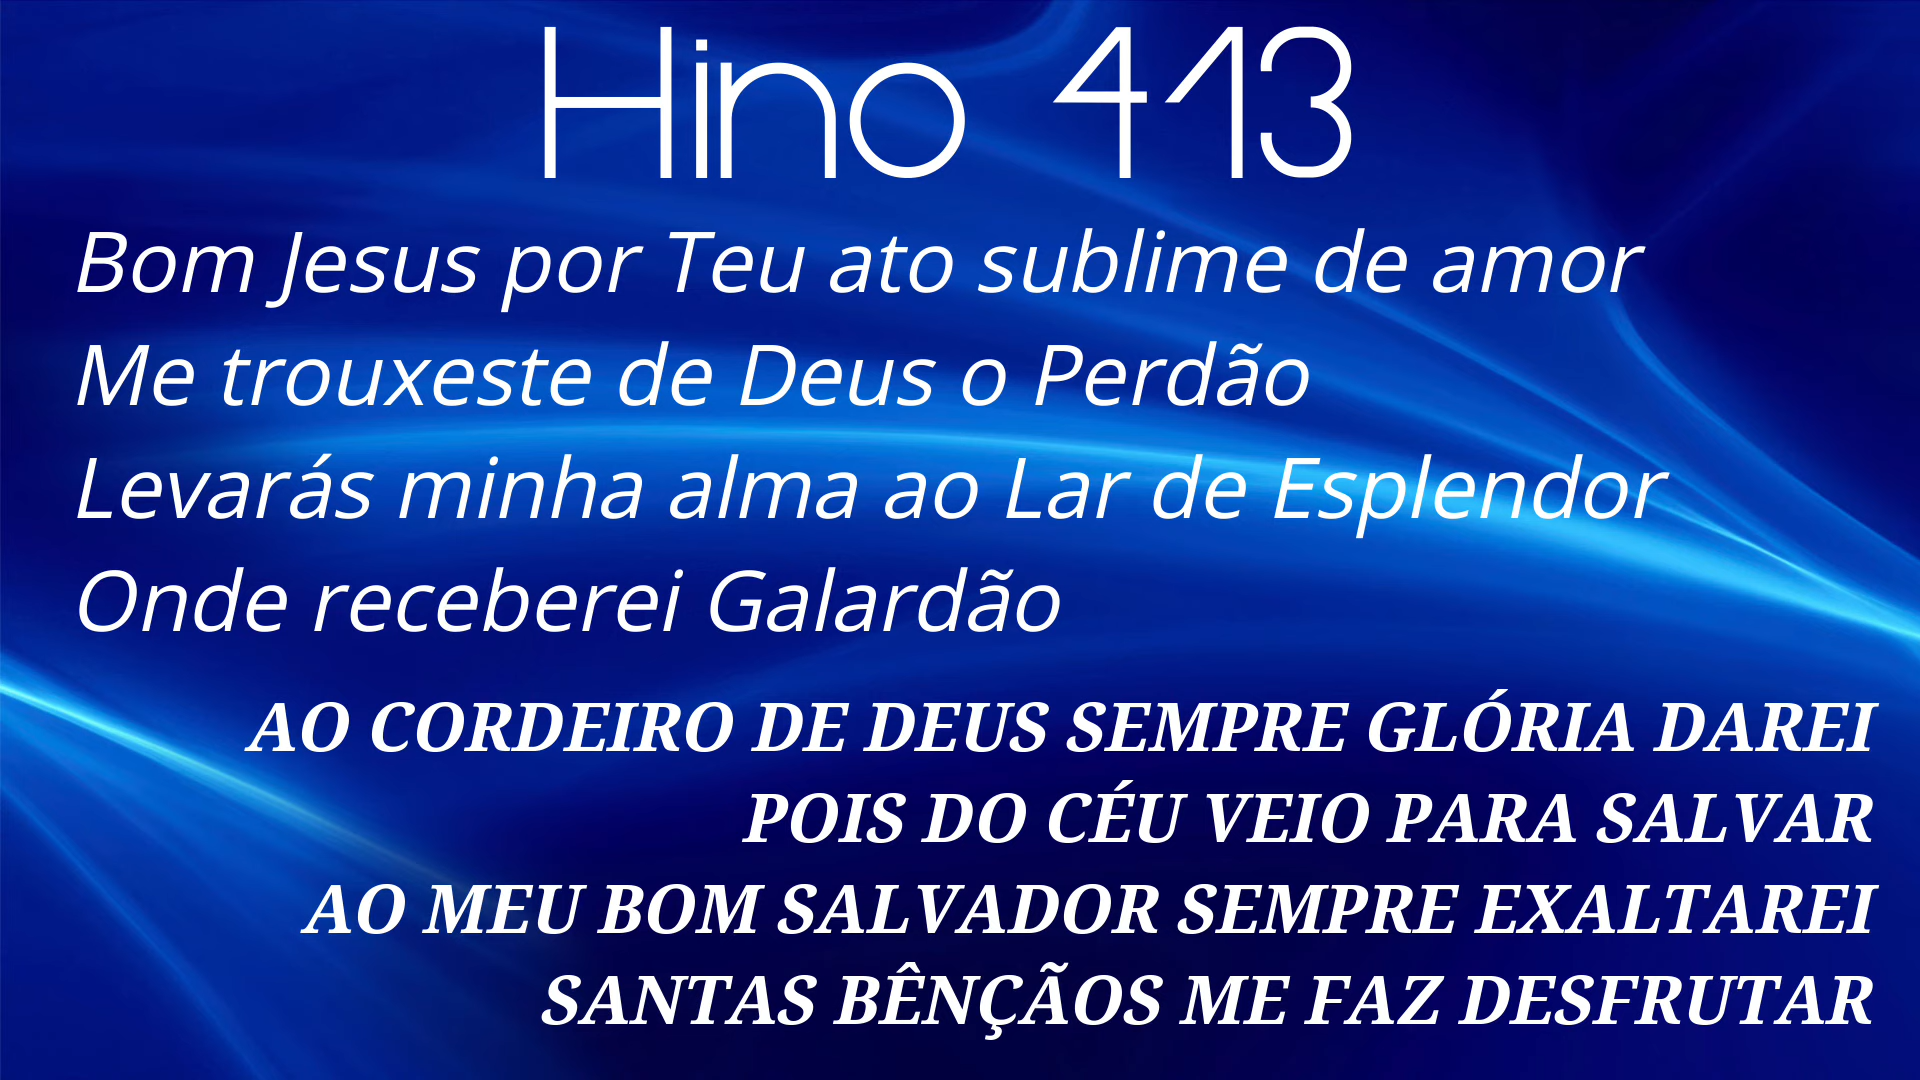 Hino 413
Bom Jesus por Teu ato sublime de amor
Me trouxeste de Deus o Perdão
Levarás minha alma ao Lar de Esplendor
Onde receberei Galardão
AO CORDEIRO DE DEUS SEMPRE GLÓRIA DAREI
POIS DO CÉU VEIO PARA SALVAR
AO MEU BOM SALVADOR SEMPRE EXALTAREI
SANTAS BÊNÇÃOS ME FAZ DESFRUTAR